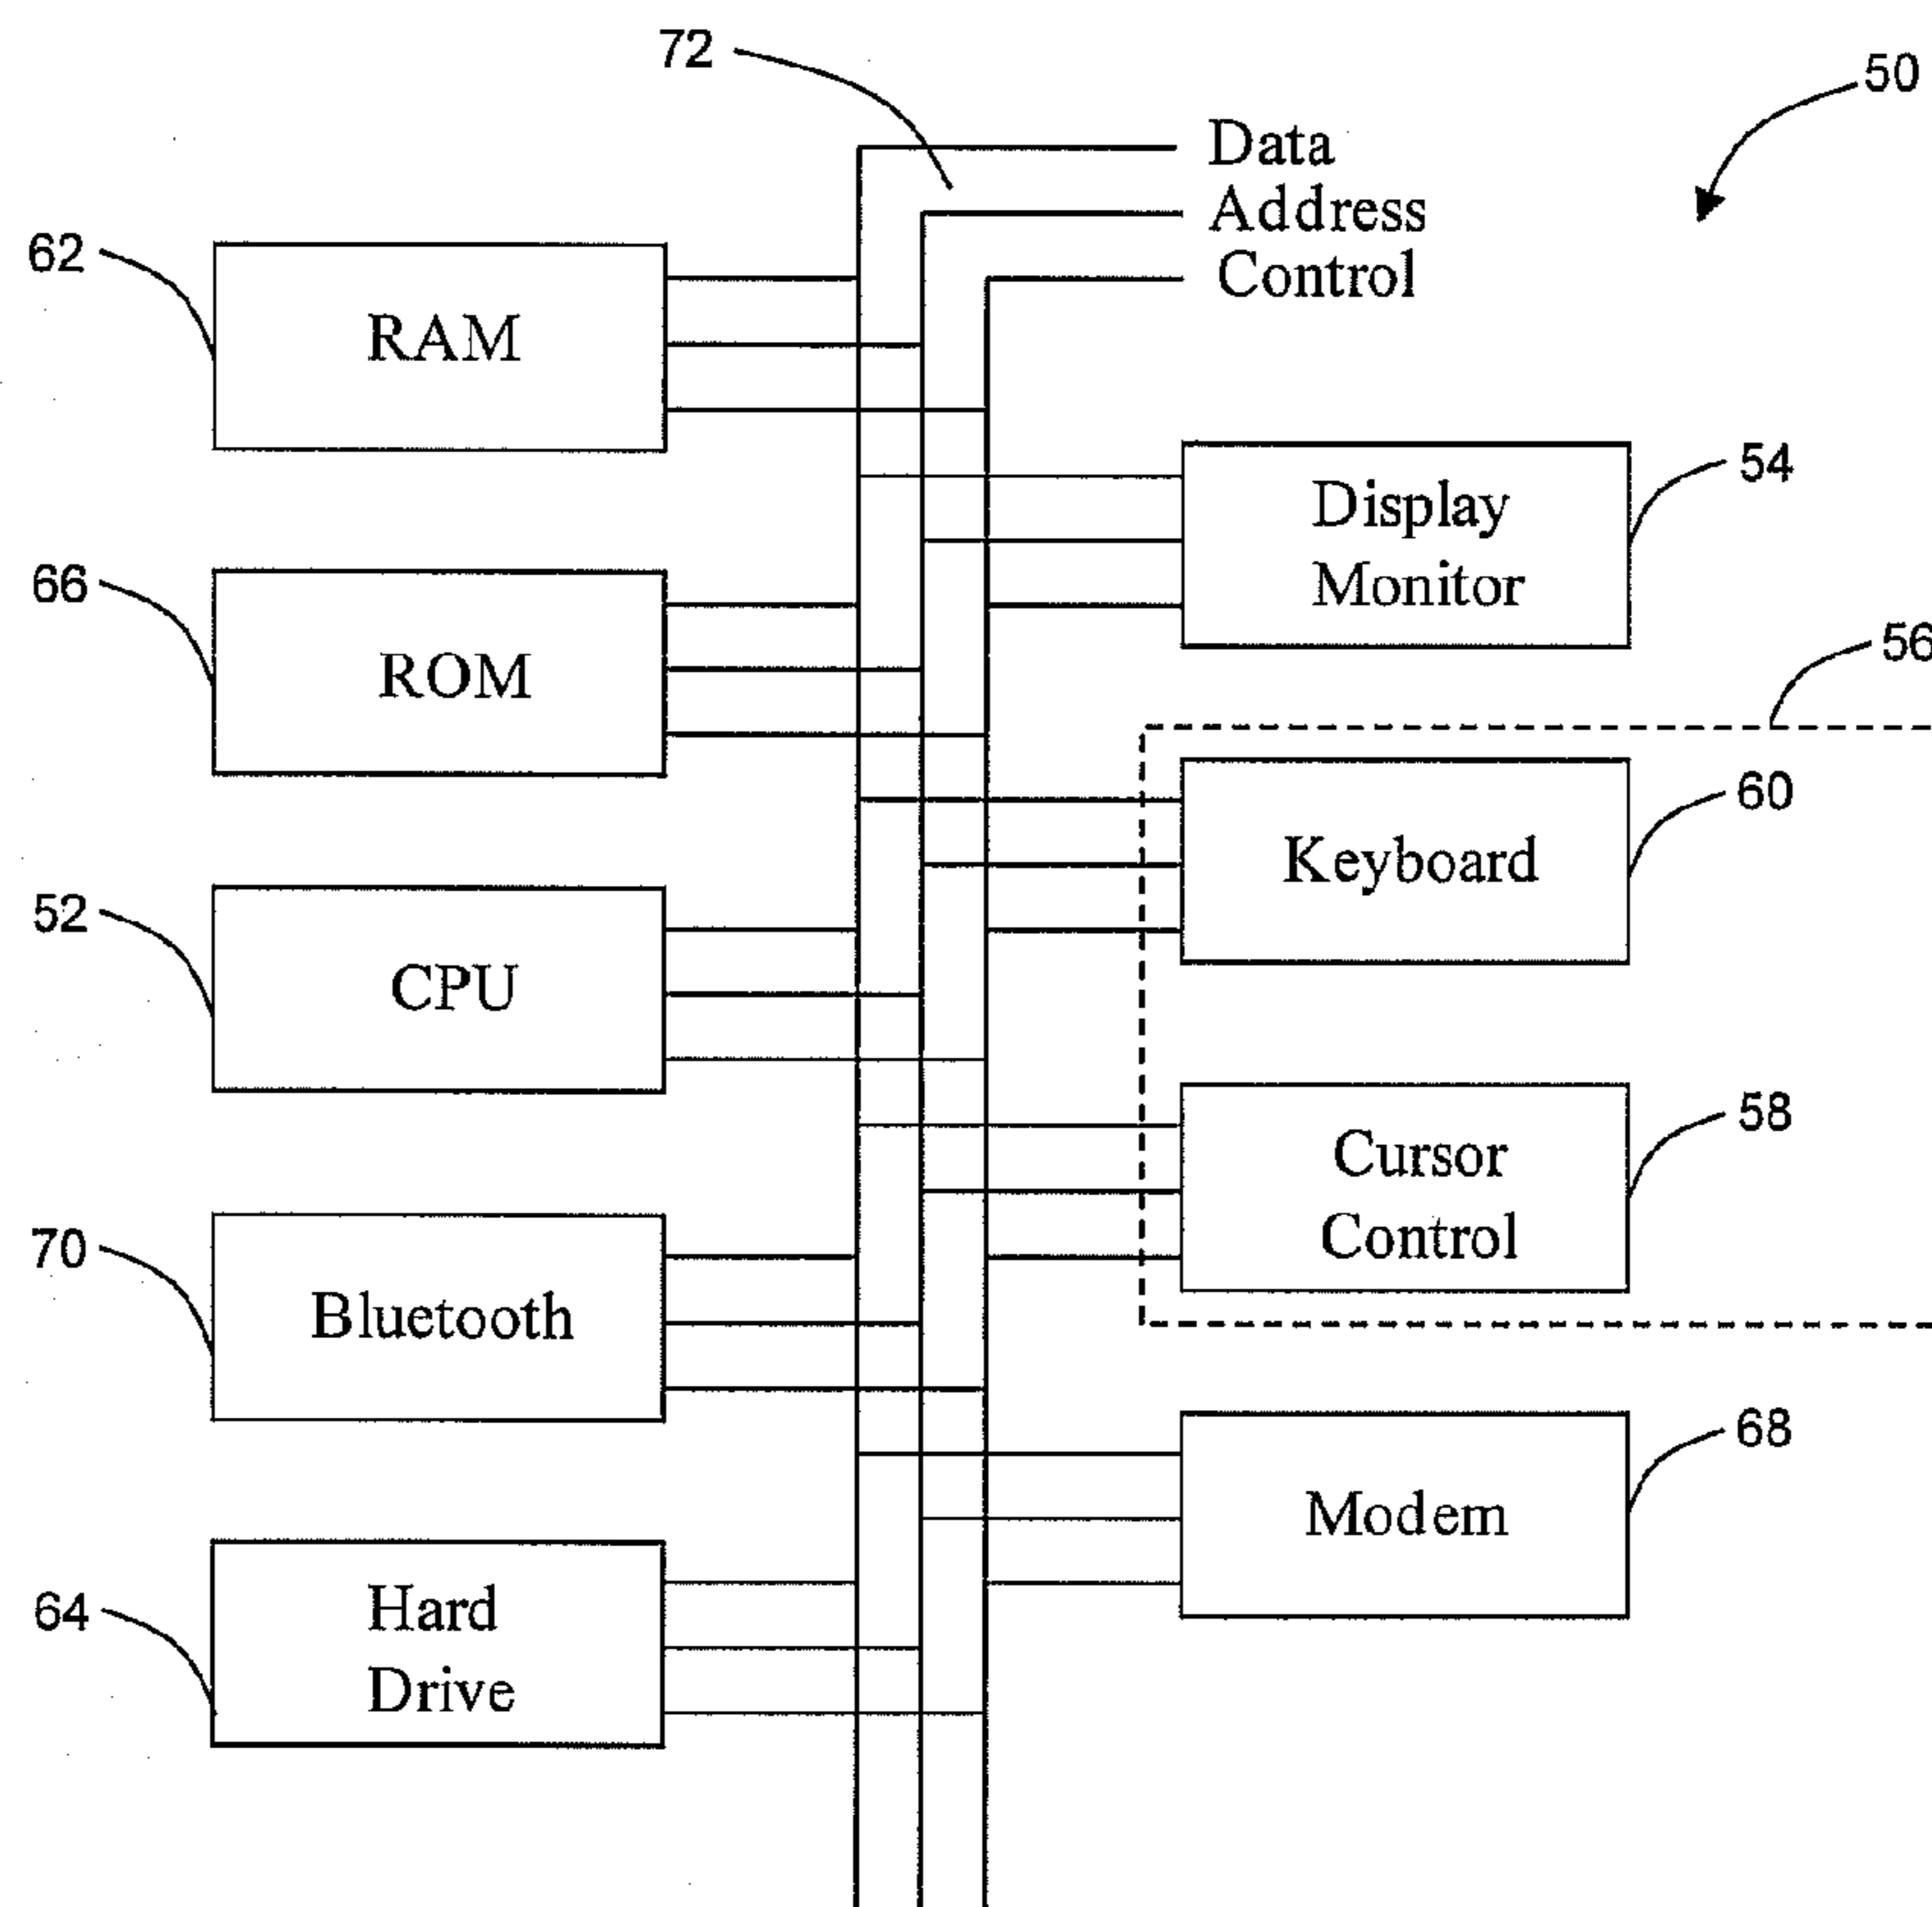 72
50
Data
Address
Control
62
RAM
54
Display
Monitor
66
ROM
56
60
Keyboard
52
CPU
58
Cursor
Control
70
Bluetooth
68
Modem
64
Hard
Drive